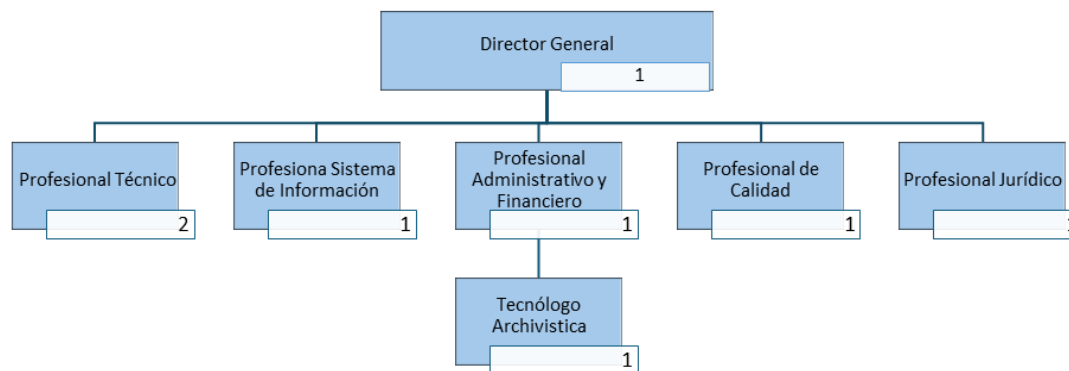 Director General
1
Profesional Técnico
2
Profesiona Sistema
de Información
1
Profesional
Administrativo y
Financiero
1
Profesional de
Calidad
1
Profesional Jurídico
1
Tecnólogo
Archivistica
1